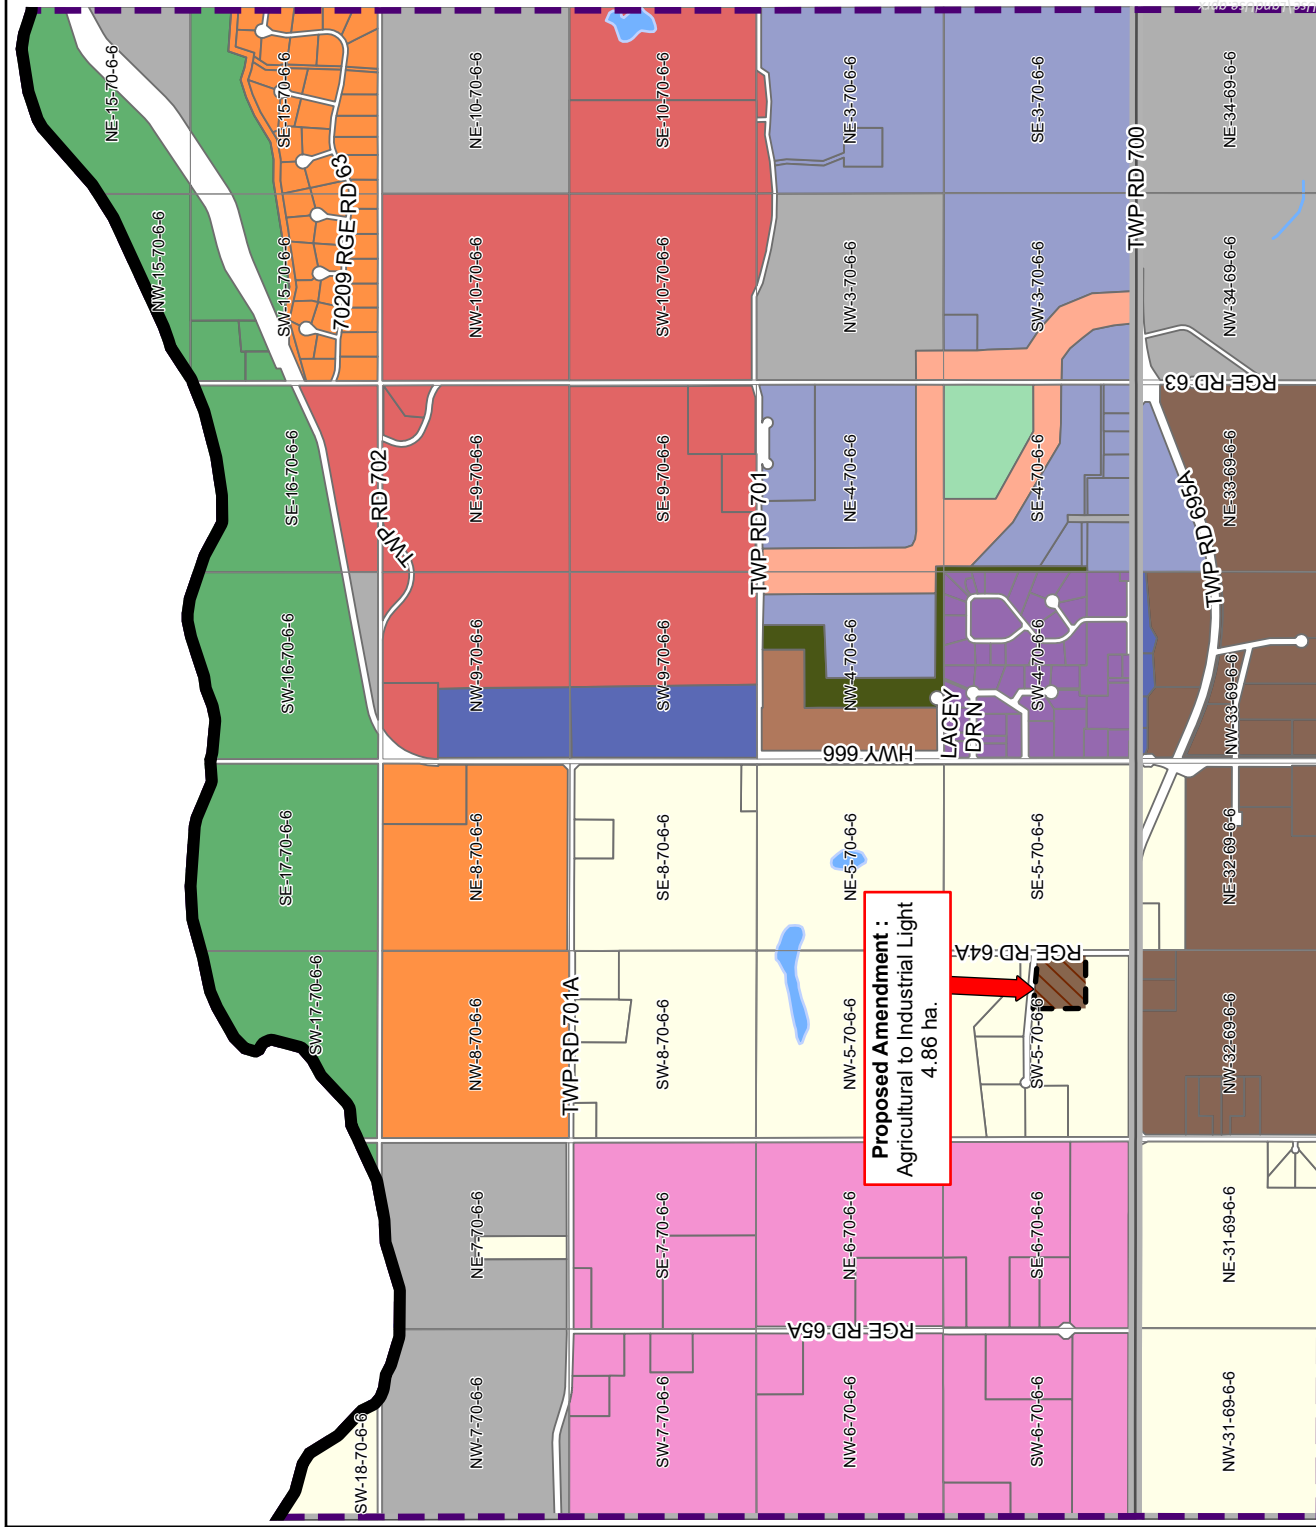 NE-15-70-6-6
SE-15-70-6-6
NE-10-70-6-6
SE-10-70-6-6
NE-3-70-6-6
SE-3-70-6-6
NE-34-69-6-6
TWP RD 700
70209 RGE RD 63
NW-15-70-6-6
SW-15-70-6-6
NW-10-70-6-6
SW-10-70-6-6
NW-3-70-6-6
SW-3-70-6-6
NW-34-69-6-6
RGE RD 63
SE-16-70-6-6
TWP RD 702
TWP RD
NE-9-70-6-6
SE-9-70-6-6
TWP RD 701
NE-4-70-6-6
SE-4-70-6-6
TWP RD 695A
NE-33-69-6-6
SW-16-70-6-6
NW-9-70-6-6
SW-9-70-6-6
NW-4-70-6-6
SW-4-70-6-6
NW-33-69-6-6
LACEY
DR N
HWY 666
SE-17-70-6-6
NE-8-70-6-6
SE-8-70-6-6
NE-5-70-6-6
SE-5-70-6-6
NE-32-69-6-6
RGE RD 64A
SW-17-70-6-6
NW-8-70-6-6
TWP RD 701A
SW-8-70-6-6
NW-5-70-6-6
SW-5-70-6-6
NW-32-69-6-6
Proposed Amendment :
Agricultural to Industrial Light
4.86 ha.
NE-7-70-6-6
SE-7-70-6-6
NE-6-70-6-6
SE-6-70-6-6
NE-31-69-6-6
RGE RD 65A
SW-18-70-6-6
NW-7-70-6-6
SW-7-70-6-6
NW-6-70-6-6
SW-6-70-6-6
NW-31-69-6-6